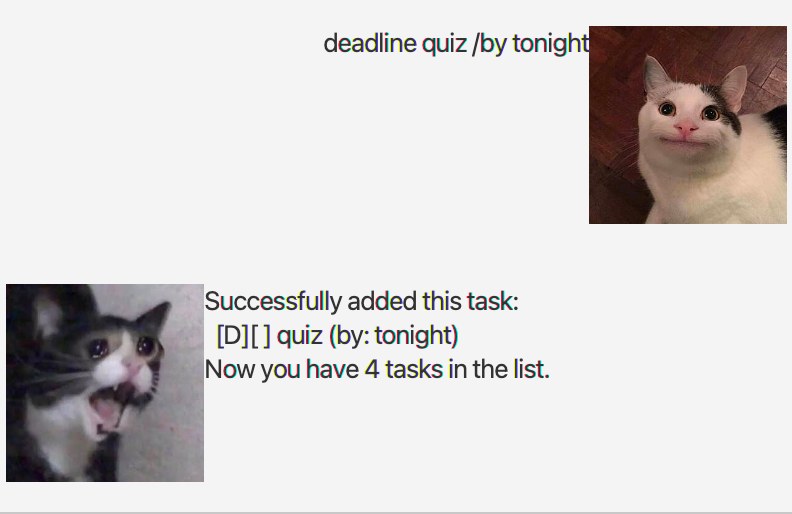 deadline quiz /by tonight
Successfully added this task:
[D][ ] quiz (by: tonight)
Now you have 4 tasks in the list.